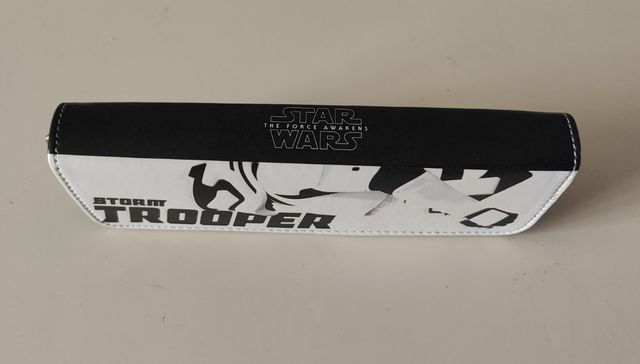 STAR
THE FORCE AWAKENS
WARS
STORM
TROOPER